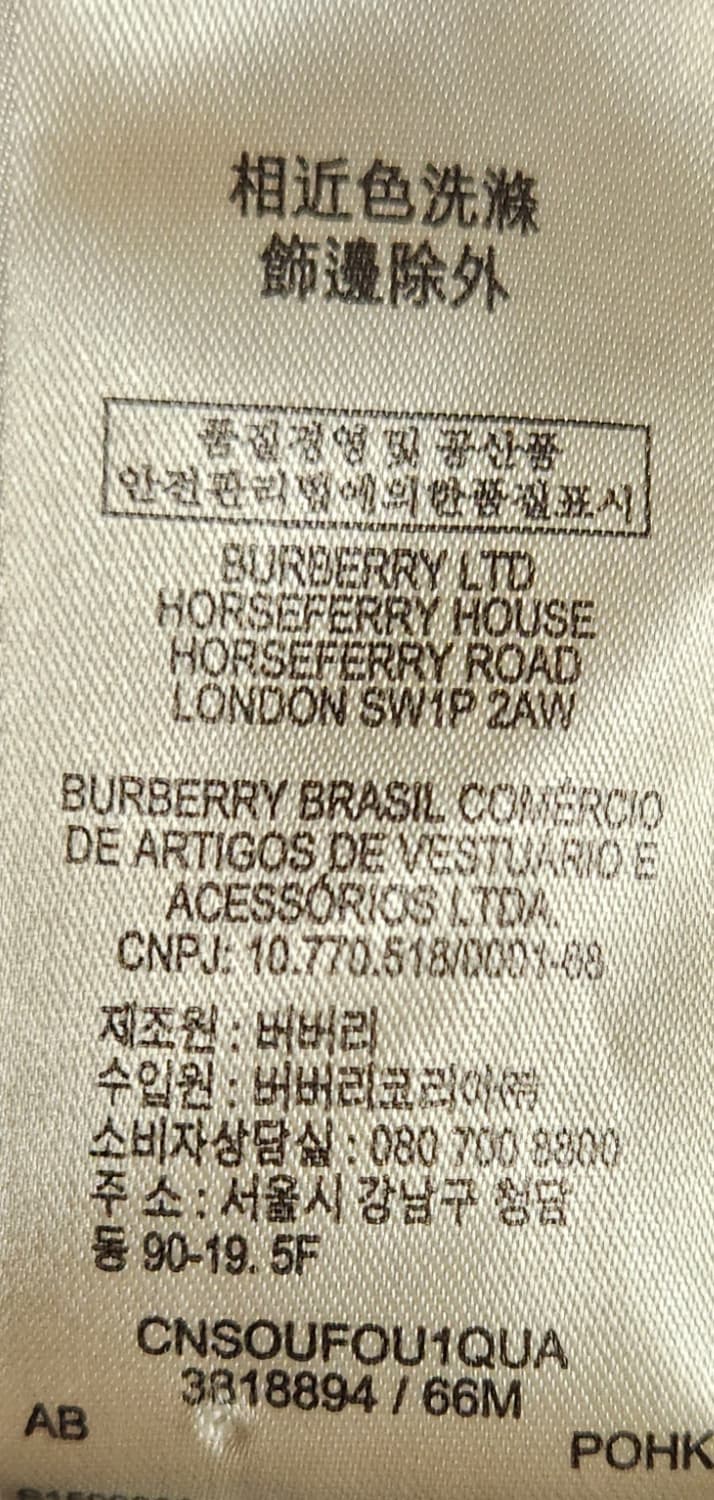 相近色洗滌
飾邊除外
품질경영 및 공산품
안전관리법에의한품질표시
BURBERRY LTD
HORSEFERRY HOUSE
HORSEFERRY ROAD
LONDON SW1P 2AW
BURBERRY BRASIL COMÉRCIO
DE ARTIGOS DE VESTUÁRIO E
ACESSÓRIOS LTDA.
CNPJ: 10.770.518/0001-68
제조원 : 버버리
수입원 : 버버리코리아㈜
소비자상담실 : 080 700 8800
주 소 : 서울시 강남구 청담
동 90-19. 5F
CNSOUFOU1QUA
3818894 / 66M
AB
POHK